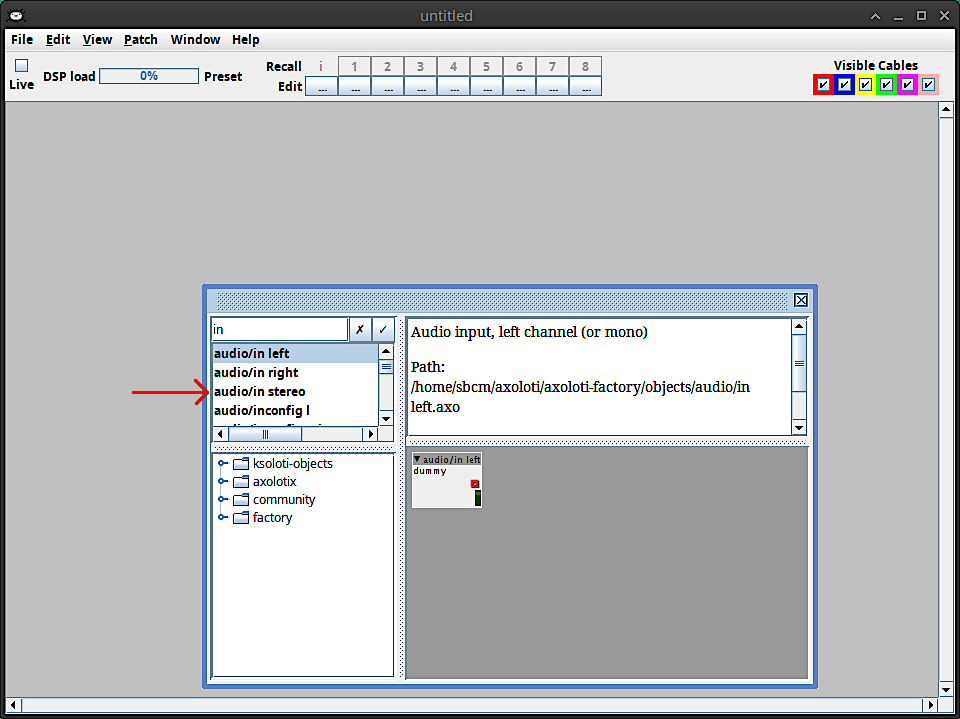 untitled
File Edit View Patch Window Help
Live
DSP load 0% Preset
Recall i 1 2 3 4 5 6 7 8
Edit ... ... ... ... ... ... ... ... ...
Visible Cables
in
audio/in left
audio/in right
audio/in stereo
audio/inconfig l
Audio input, left channel (or mono)
Path:
/home/sbcm/axoloti/axoloti-factory/objects/audio/in
left.axo
ksoloti-objects
axolotix
community
factory
audio/in left
dummy